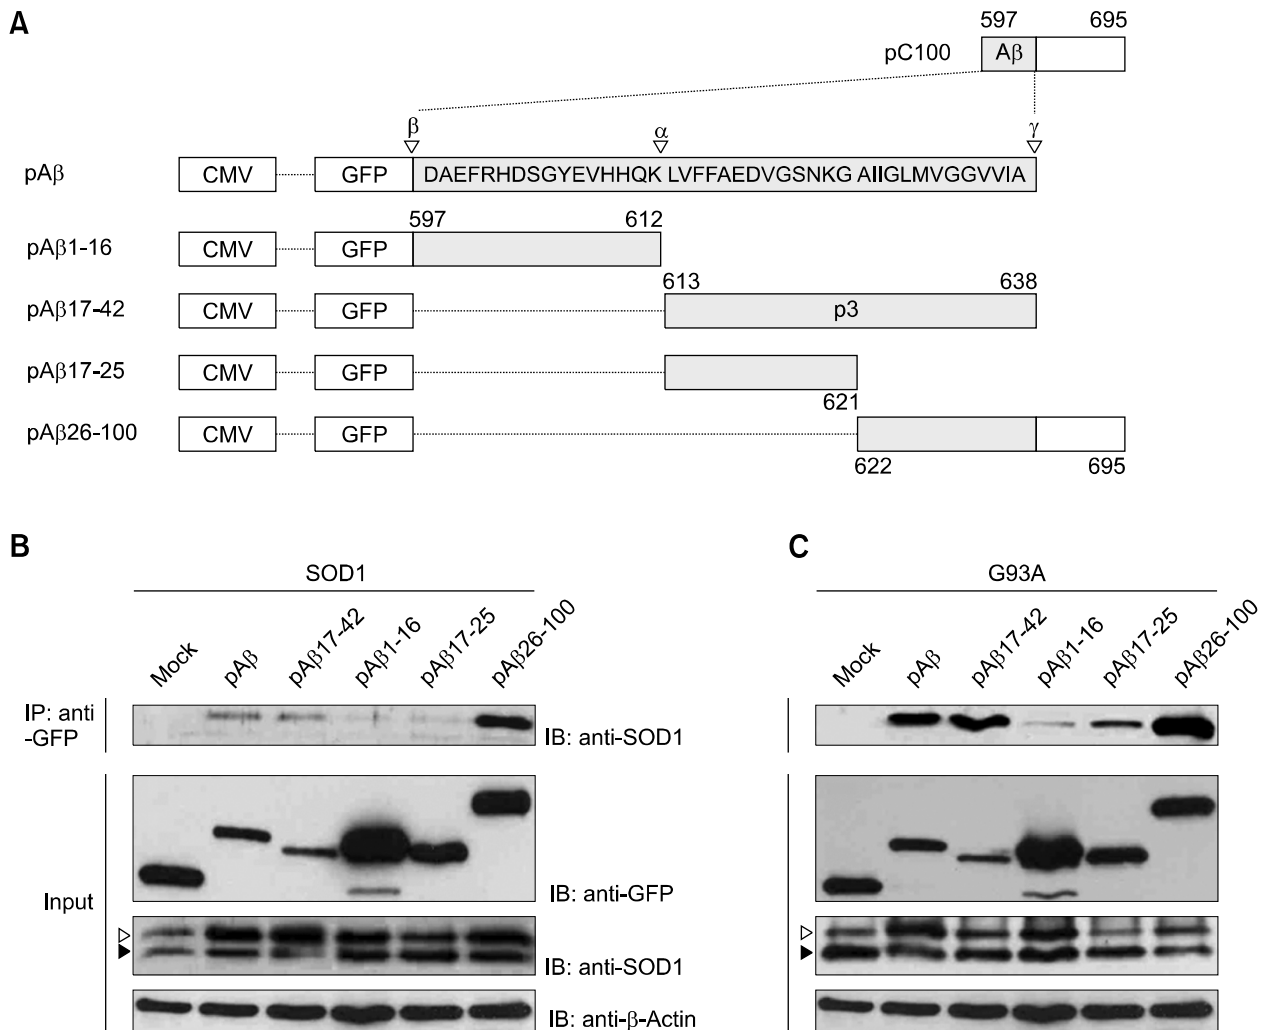 A
597 695
pC100 Aβ
β α γ
pAβ CMV GFP DAEFRHDSGYEVHHQK LVFFAEDVGSNKG AIIGLMVGGVVIA
597 612
pAβ1-16 CMV GFP
613 638
pAβ17-42 CMV GFP p3
pAβ17-25 CMV GFP
621
pAβ26-100 CMV GFP
622 695
B
SOD1
Mock pAβ pAβ17-42 pAβ1-16 pAβ17-25 pAβ26-100
IP: anti
-GFP
IB: anti-SOD1
Input
IB: anti-GFP
IB: anti-SOD1
IB: anti-β-Actin
C
G93A
Mock pAβ pAβ17-42 pAβ1-16 pAβ17-25 pAβ26-100